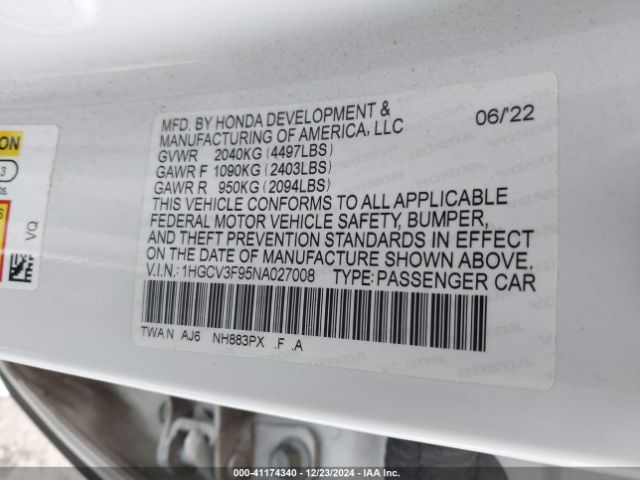 MFD. BY HONDA DEVELOPMENT & 06/'22
MANUFACTURING OF AMERICA, LLC
GVWR 2040KG (4497LBS)
GAWR F 1090KG (2403LBS)
GAWR R 950KG (2094LBS)
THIS VEHICLE CONFORMS TO ALL APPLICABLE
FEDERAL MOTOR VEHICLE SAFETY, BUMPER,
AND THEFT PREVENTION STANDARDS IN EFFECT
ON THE DATE OF MANUFACTURE SHOWN ABOVE.
V.I.N.: 1HGCV3F95NA027008 TYPE: PASSENGER CAR
TWA N AJ6 NH883PX .F .A
VQ
000-41174340 - 12/23/2024 - IAA Inc.